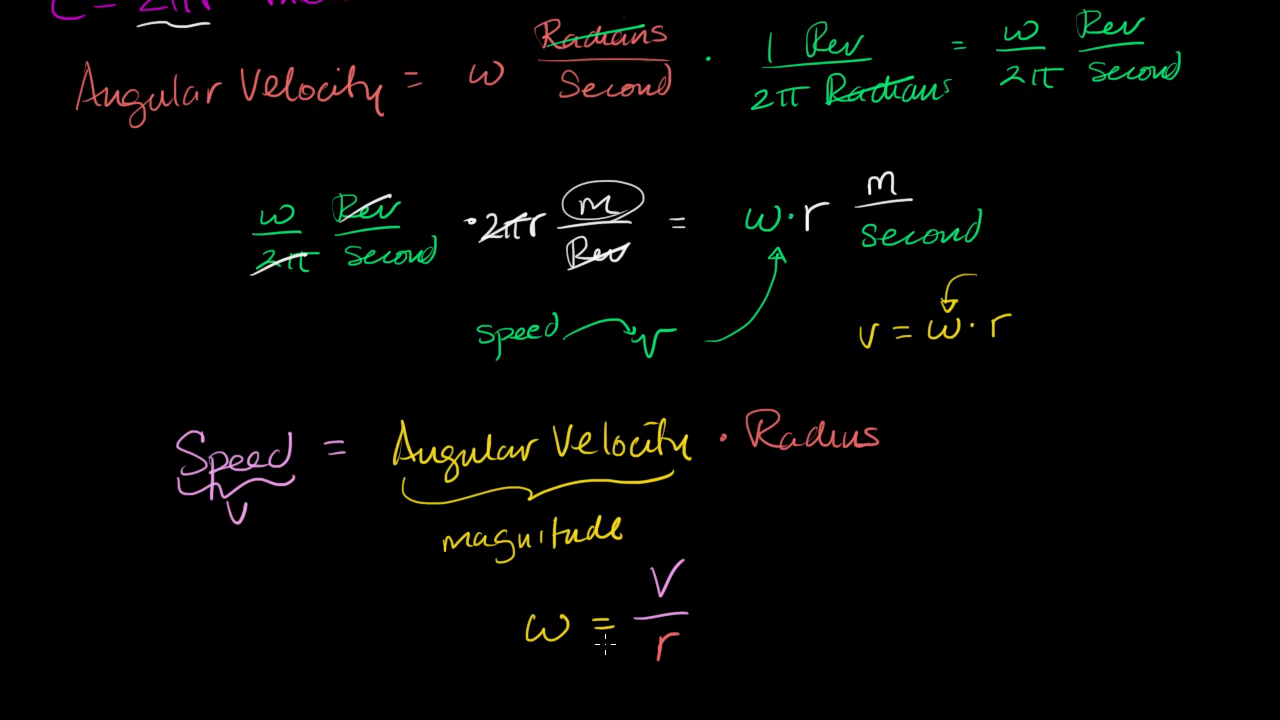 C = 2πr
Angular Velocity = ω Radians/Second · 1 Rev/2π Radians = ω/2π Rev/Second
ω/2π Rev/Second · 2πr m/Rev = ω · r m/Second
Speed v v = ω · r
Speed = Angular Velocity · Radius
v magnitude
ω = v/r